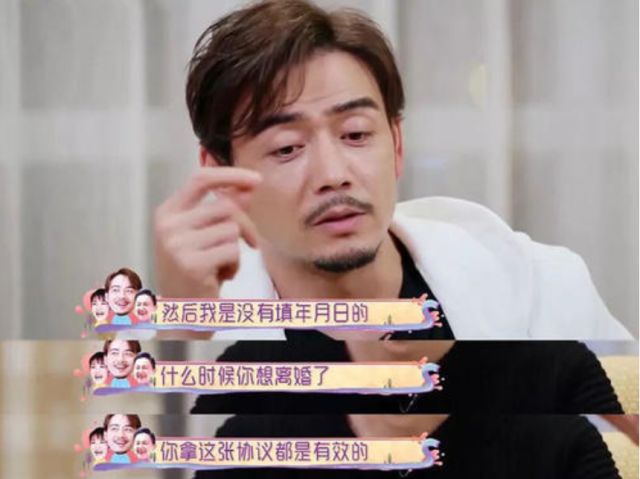 然后我是没有填年月日的
什么时候你想离婚了
你拿这张协议都是有效的